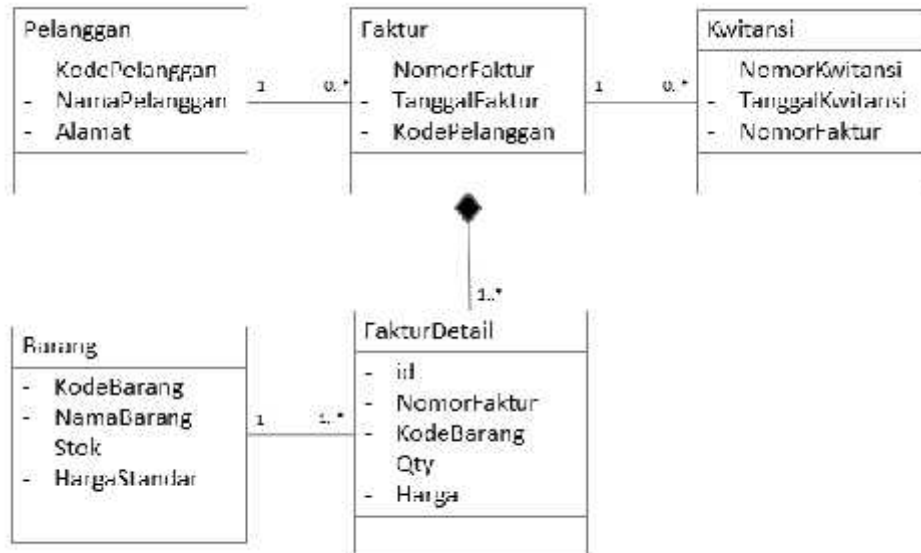 Pelanggan
KodePelanggan
- NamaPelanggan
- Alamat
1
0..*
Faktur
NomorFaktur
- TanggalFaktur
- KodePelanggan
1
0..*
Kwitansi
NomorKwitansi
- TanggalKwitansi
- NomorFaktur
1..*
Barang
- KodeBarang
- NamaBarang
Stok
- HargaStandar
1
1..*
FakturDetail
- id
- NomorFaktur
- KodeBarang
Qty
- Harga